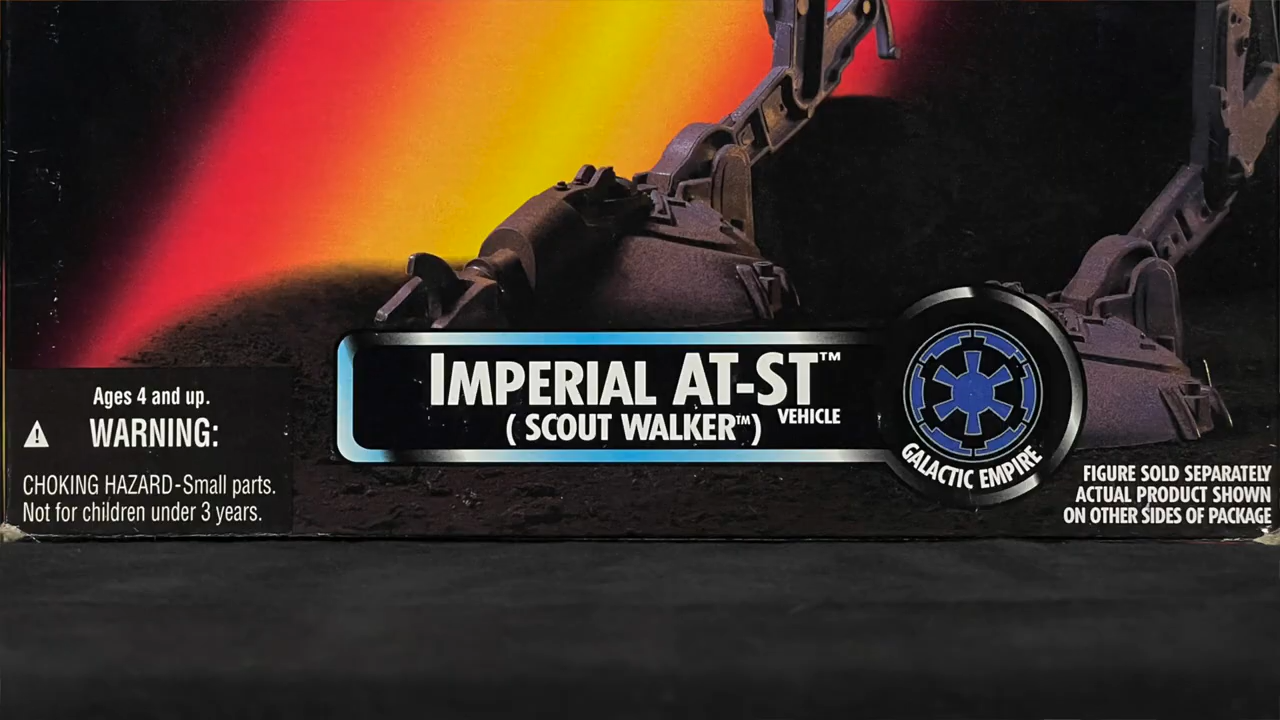 Ages 4 and up.
WARNING:
CHOKING HAZARD-Small parts.
Not for children under 3 years.
IMPERIAL AT-ST™
( SCOUT WALKER™) VEHICLE
GALACTIC EMPIRE
FIGURE SOLD SEPARATELY
ACTUAL PRODUCT SHOWN
ON OTHER SIDES OF PACKAGE